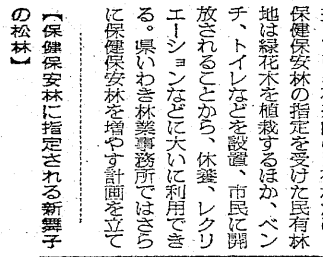 保健保安林の指定を受けた民有林
地は緑花木を植栽するほか、ベン
チ、トイレなどを設置、市民に開
放されることから、休養、レクリ
エーションなどに大いに利用でき
る。県いわき林業事務所ではさら
に保健保安林を増やす計画を立て
【保健保安林に指定される新舞子
の松林】